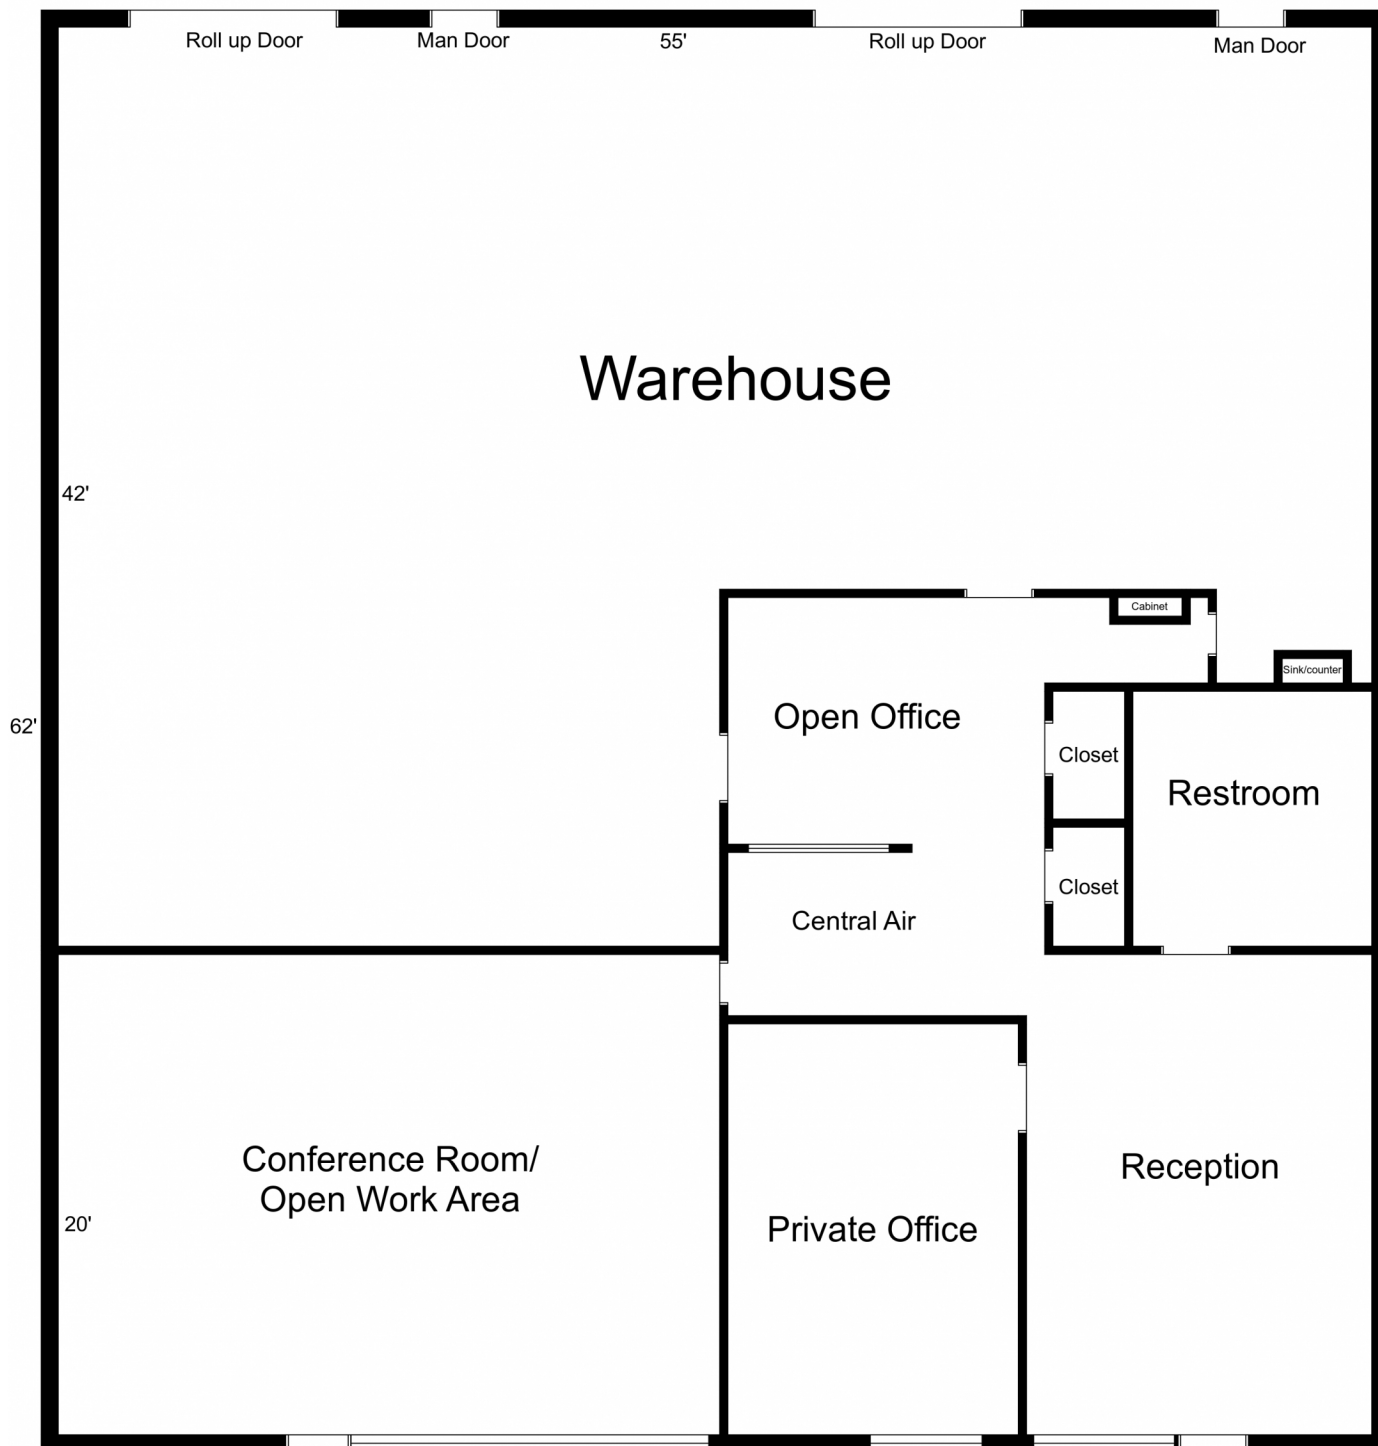 Roll up Door
Man Door
55'
Roll up Door
Man Door
Warehouse
42'
Cabinet
Sink/counter
Open Office
62'
Closet
Restroom
Closet
Central Air
Conference Room/
Open Work Area
Reception
20'
Private Office